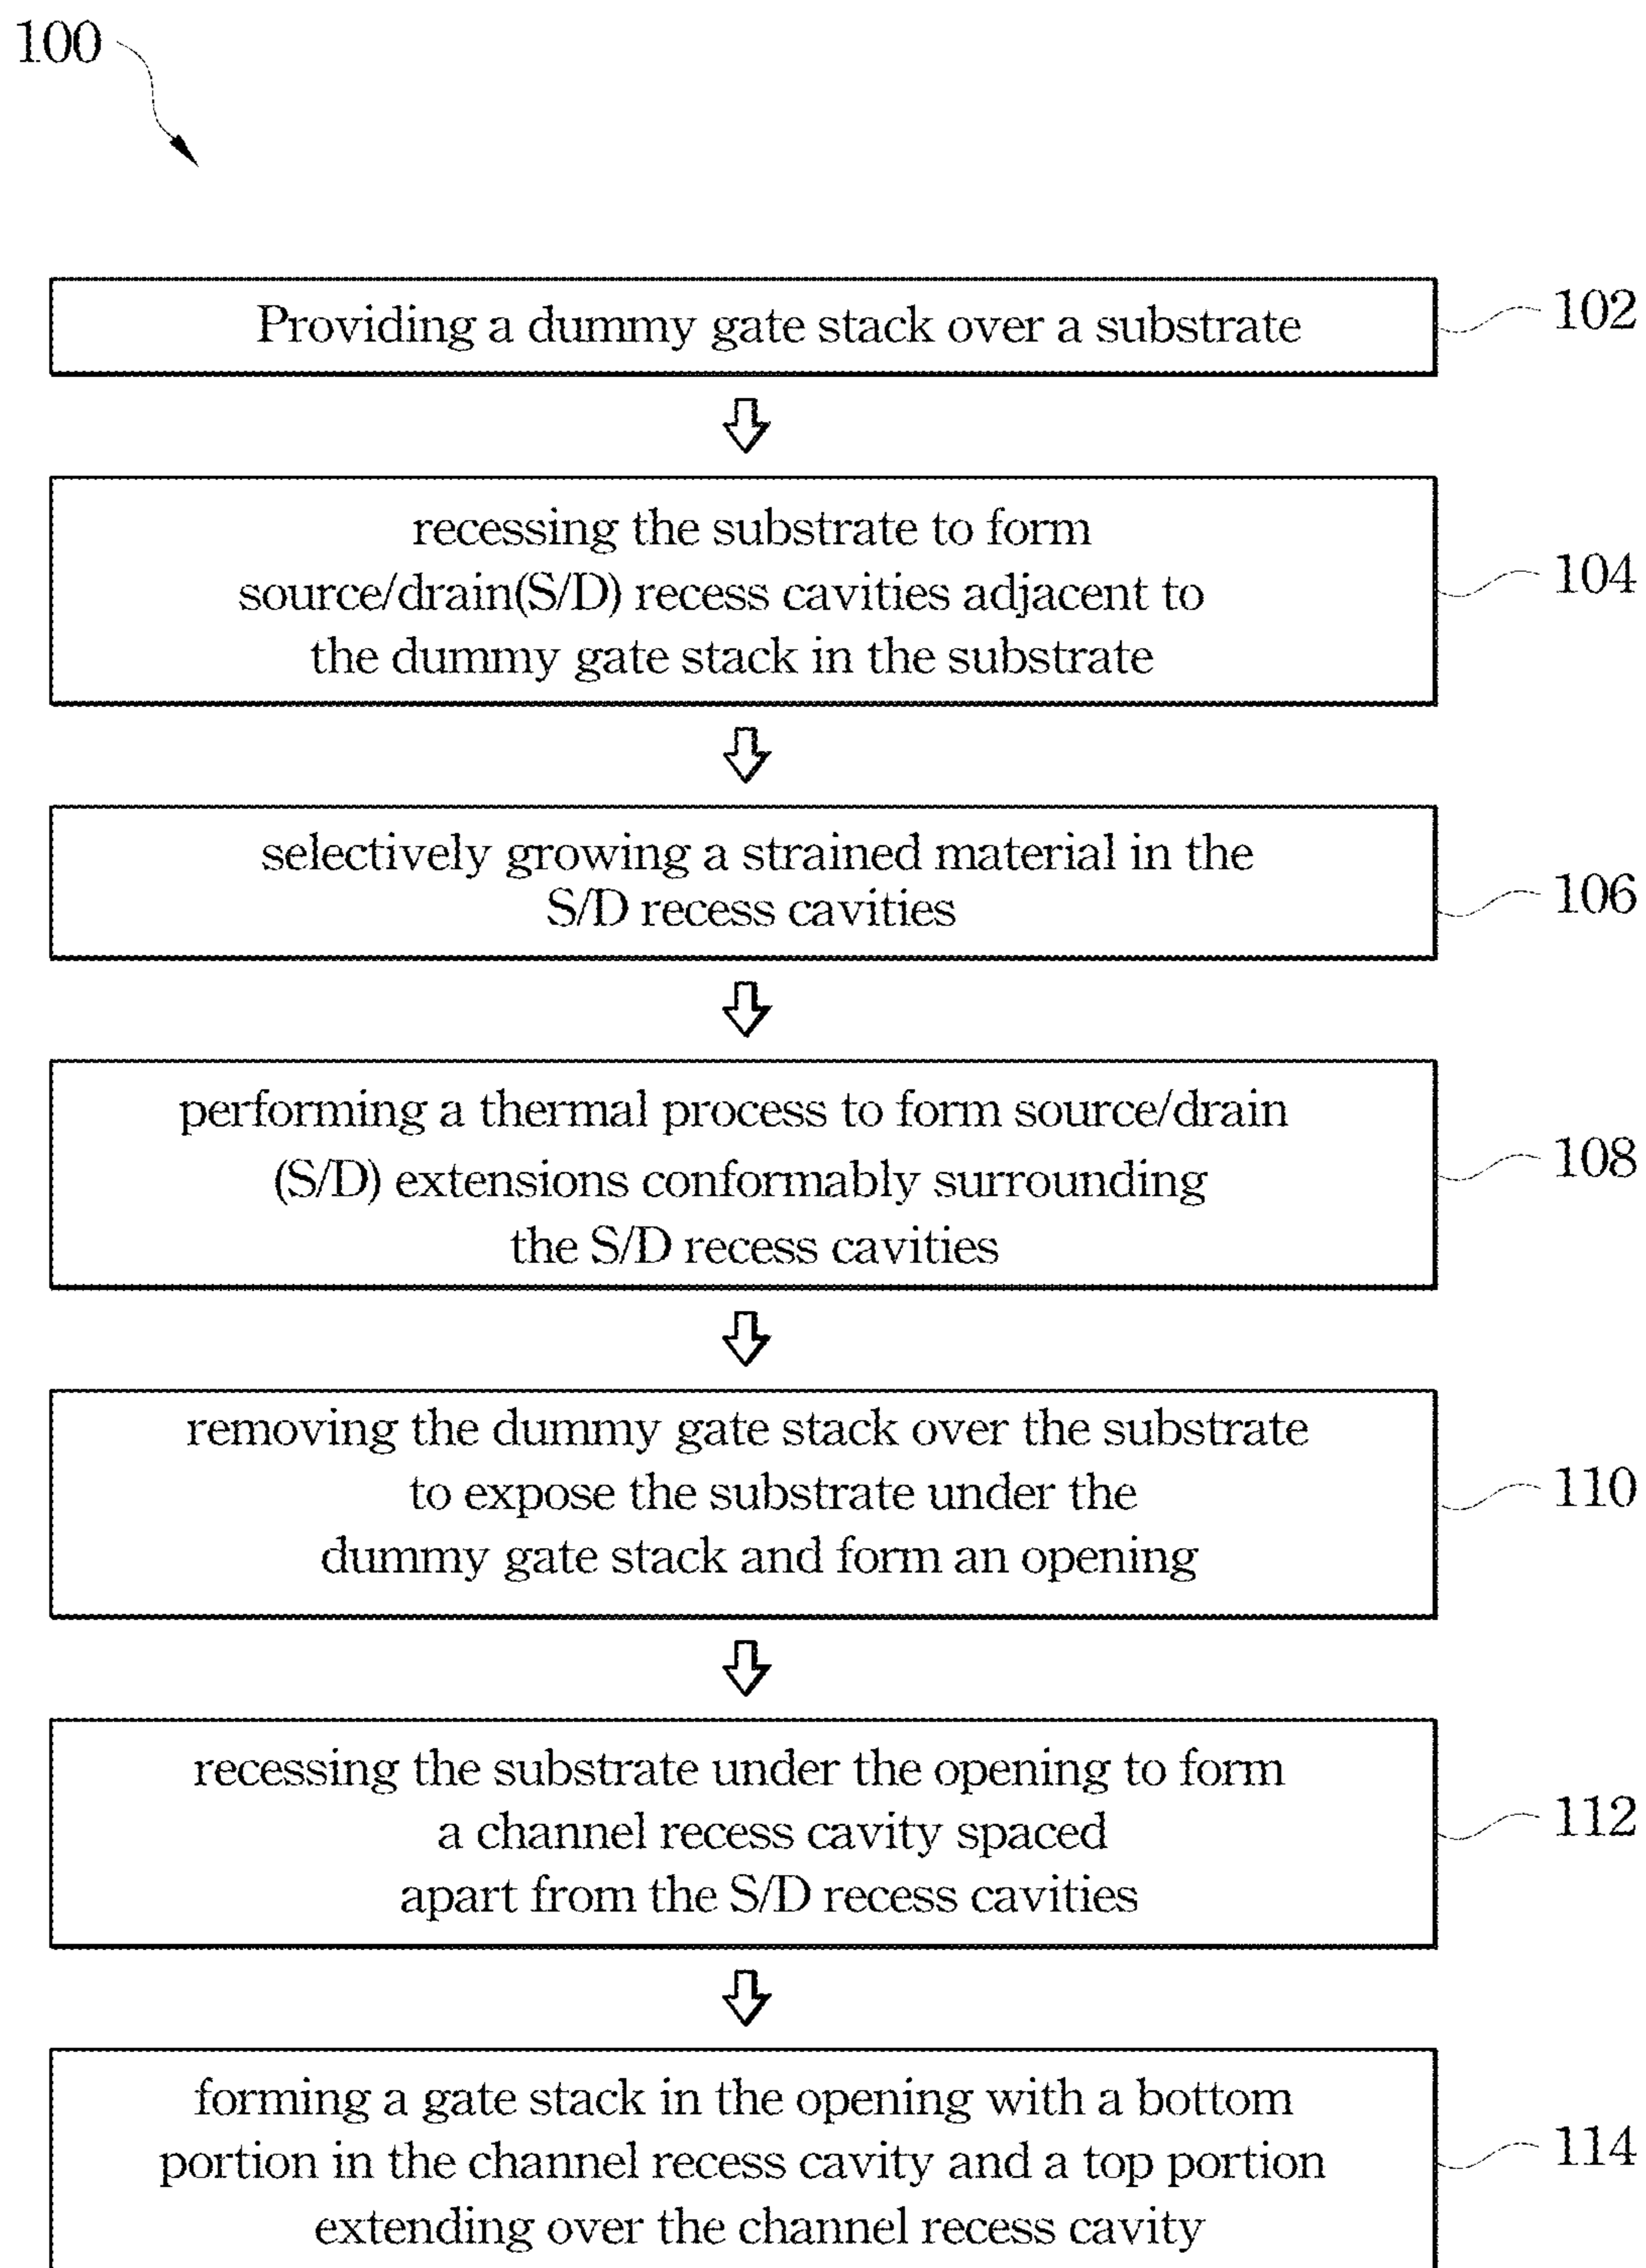 100
Providing a dummy gate stack over a substrate
102
recessing the substrate to form
source/drain(S/D) recess cavities adjacent to
the dummy gate stack in the substrate
104
selectively growing a strained material in the
S/D recess cavities
106
performing a thermal process to form source/drain
(S/D) extensions conformably surrounding
the S/D recess cavities
108
removing the dummy gate stack over the substrate
to expose the substrate under the
dummy gate stack and form an opening
110
recessing the substrate under the opening to form
a channel recess cavity spaced
apart from the S/D recess cavities
112
forming a gate stack in the opening with a bottom
portion in the channel recess cavity and a top portion
extending over the channel recess cavity
114